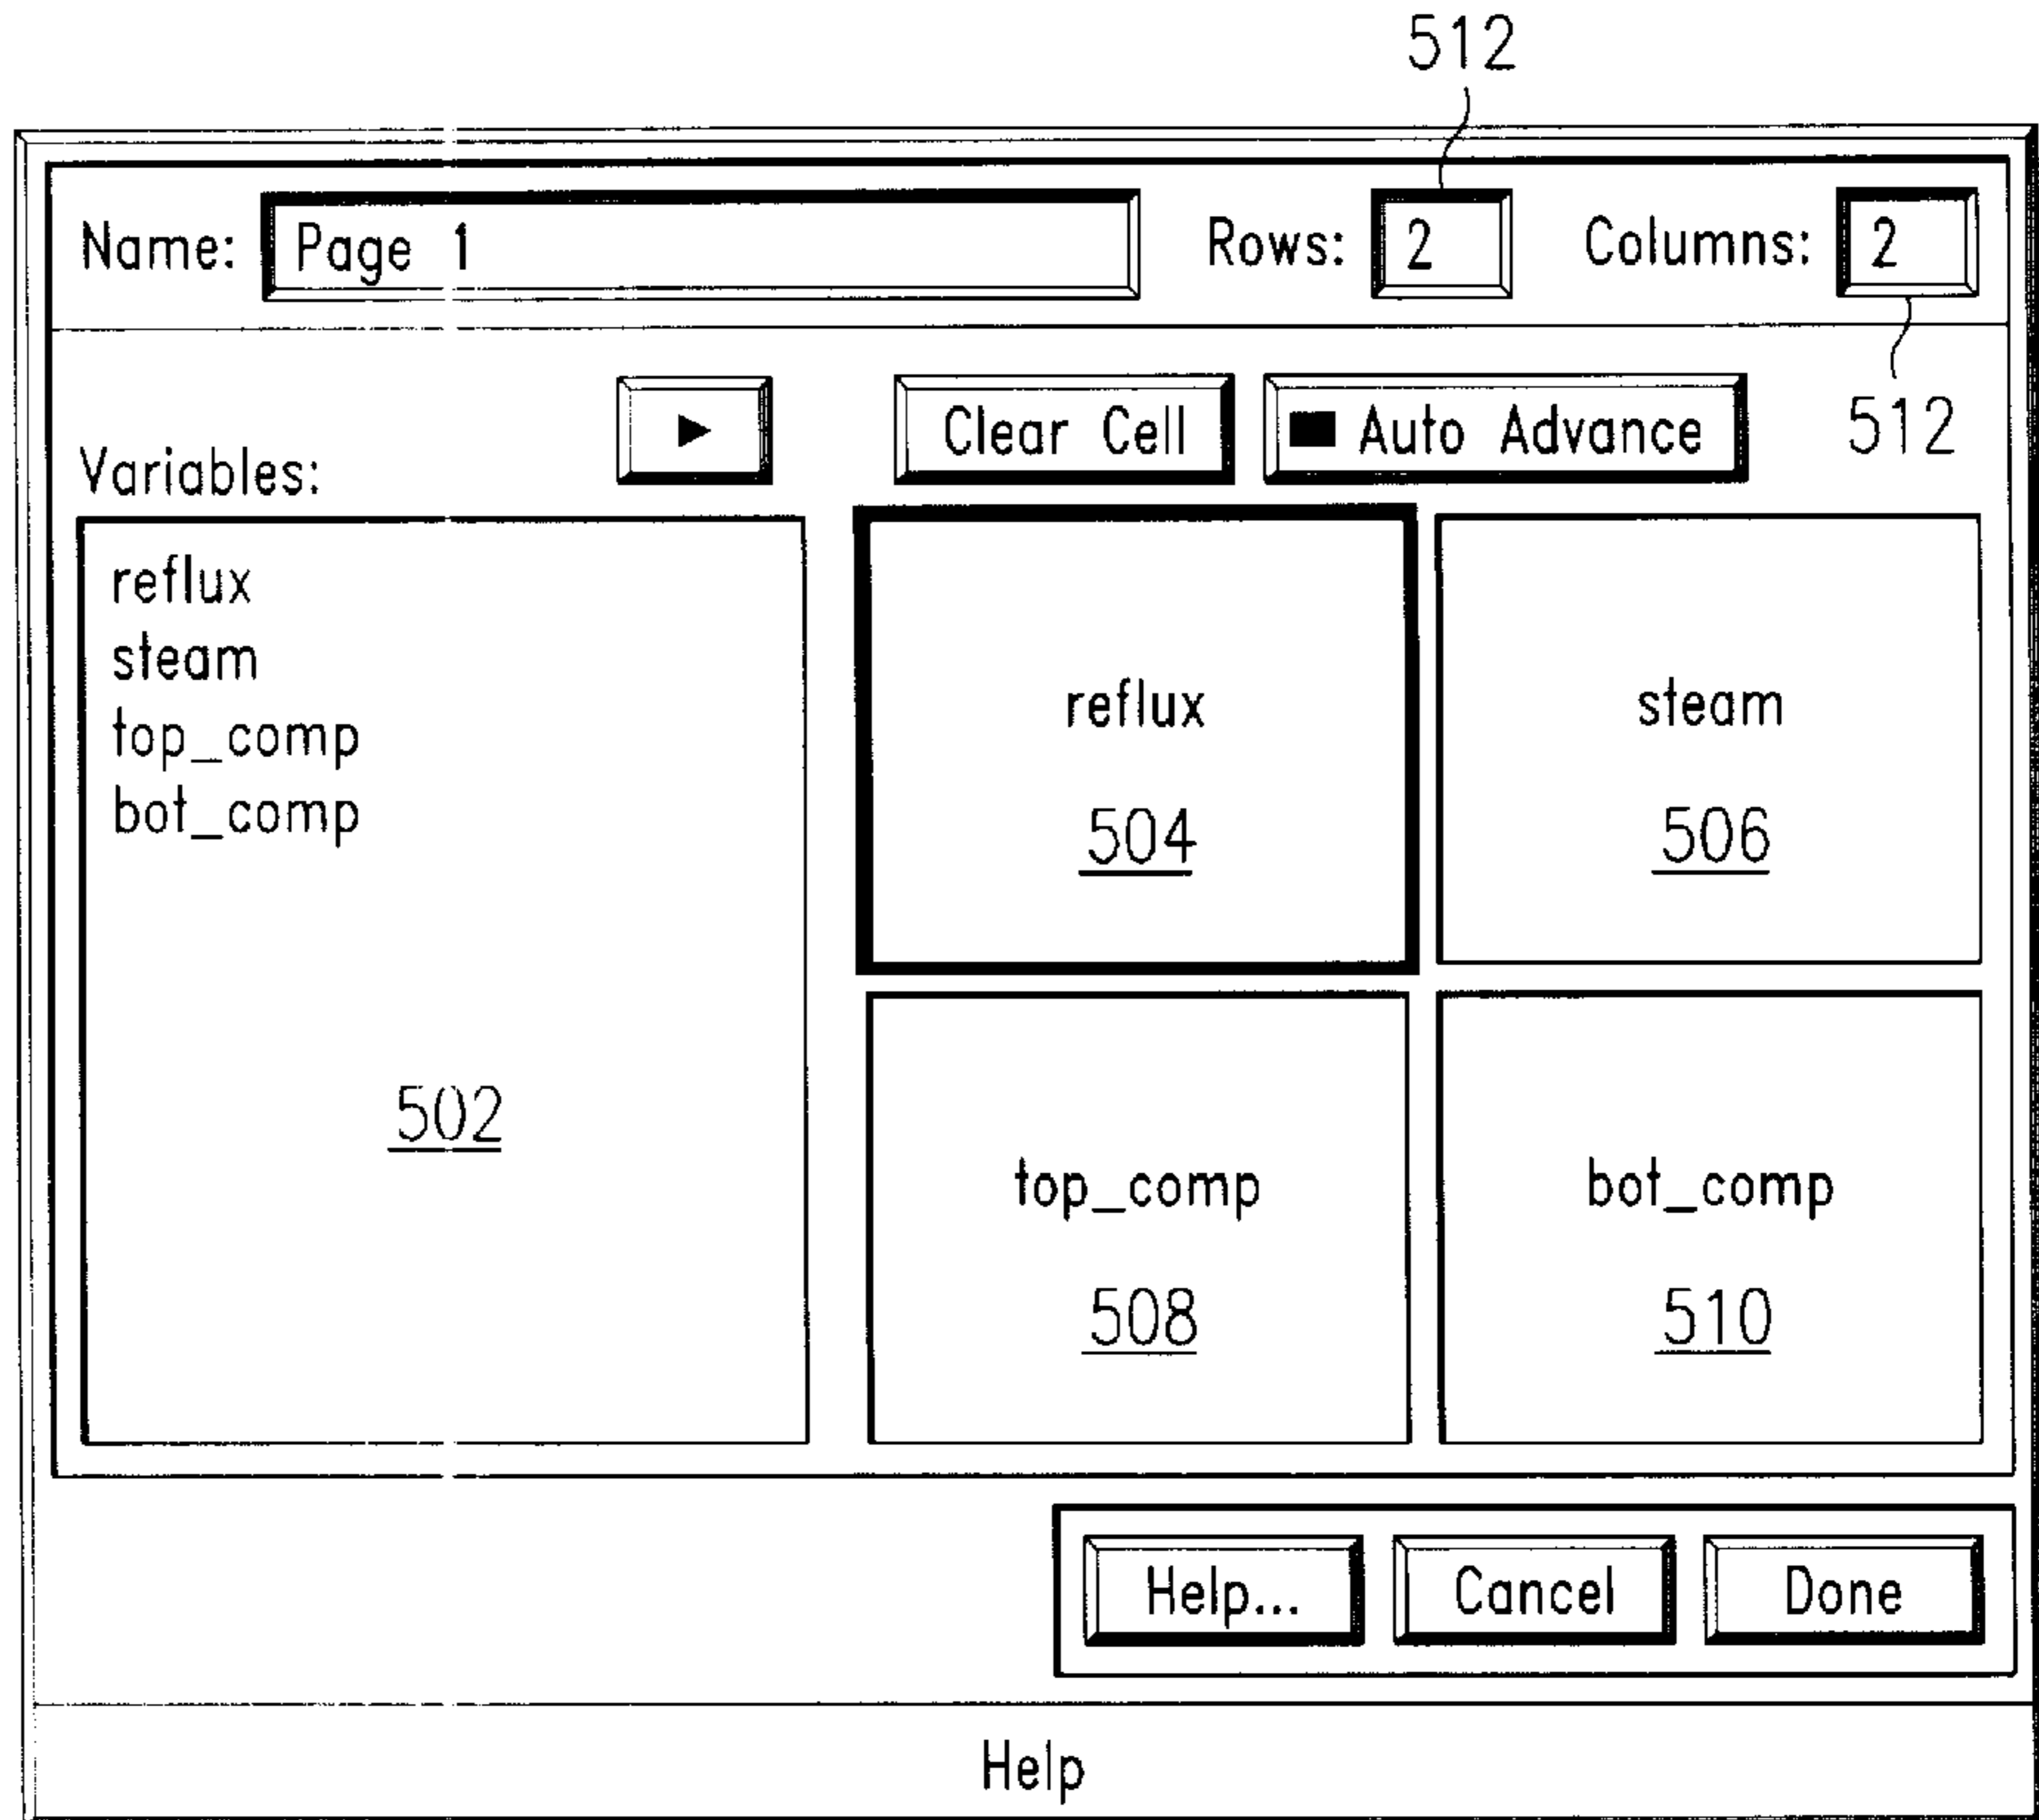 512
Name: Page 1 Rows: 2 Columns: 2
▶ Clear Cell ■ Auto Advance 512
Variables:
reflux
steam
top_comp
bot_comp
502
reflux
504
steam
506
top_comp
508
bot_comp
510
Help... Cancel Done
Help